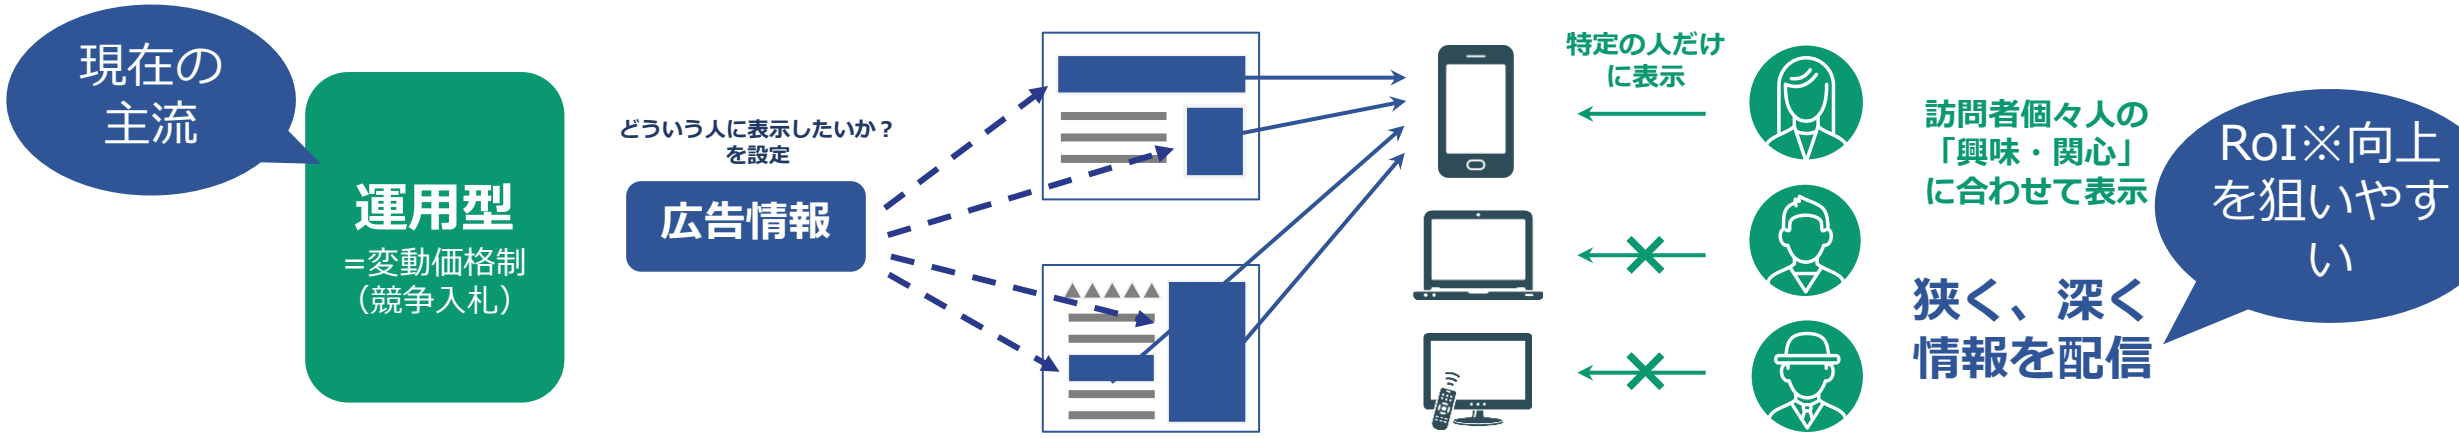 現在の
主流
運用型
=変動価格制
（競争入札）
どういう人に表示したいか？
を設定
広告情報
特定の人だけ
に表示
訪問者個々人の
「興味・関心」
に合わせて表示
狭く、深く
情報を配信
RoI※向上
を狙いやす
い